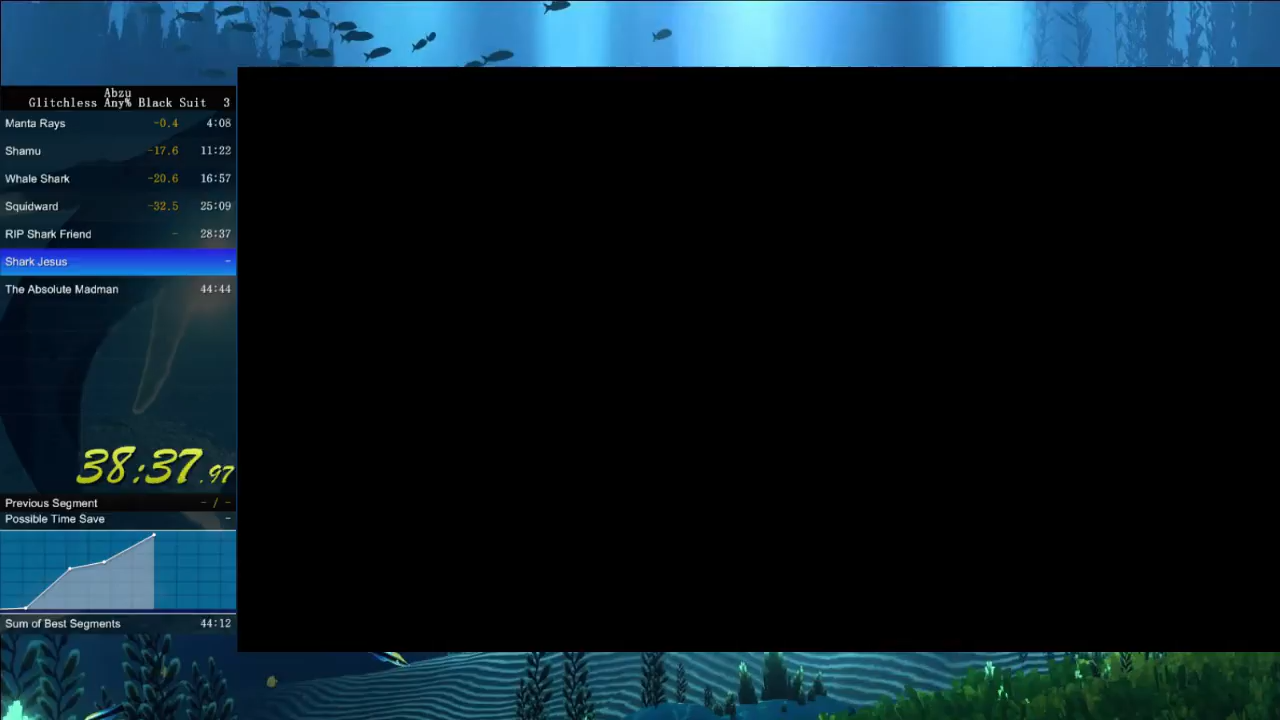 Abzu
Glitchless Any% Black Suit 3
Manta Rays -0.4 4:08
Shamu -17.6 11:22
Whale Shark -20.6 16:57
Squidward -32.5 25:09
RIP Shark Friend - 28:37
Shark Jesus -
The Absolute Madman 44:44
38:37.97
Previous Segment - / -
Possible Time Save -
Sum of Best Segments 44:12